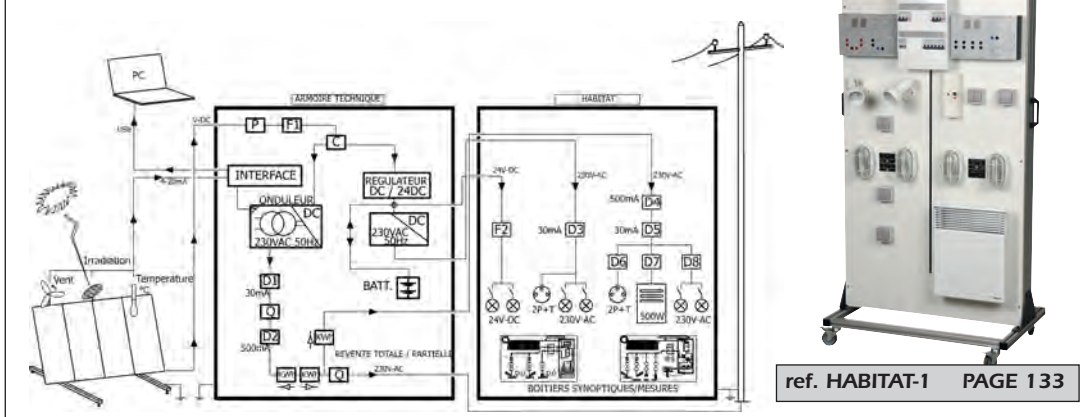 PC
USB
V-DC
4-20mA
Irradiation
Vent
Temperature
°C
ARMOIRE TECHNIQUE
P
F1
C
INTERFACE
ONDULEUR
DC
230VAC 50Hz
REGULATEUR
DC / 24DC
DC
230VAC
50Hz
BATT.
D1
30mA
Q
D2
500mA
KWH
KWH
KWH
Q
REVENTE TOTALE / PARTIELLE
230V-AC
HABITAT
24V-DC
230V-AC
230V-AC
500mA D4
F2
30mA D3
30mA D5
D6
D7
D8
24V-DC
2P+T
230V-AC
2P+T
500W
230V-AC
BOITIERS SYNOPTIQUES/MESURES
ref. HABITAT-1 PAGE 133